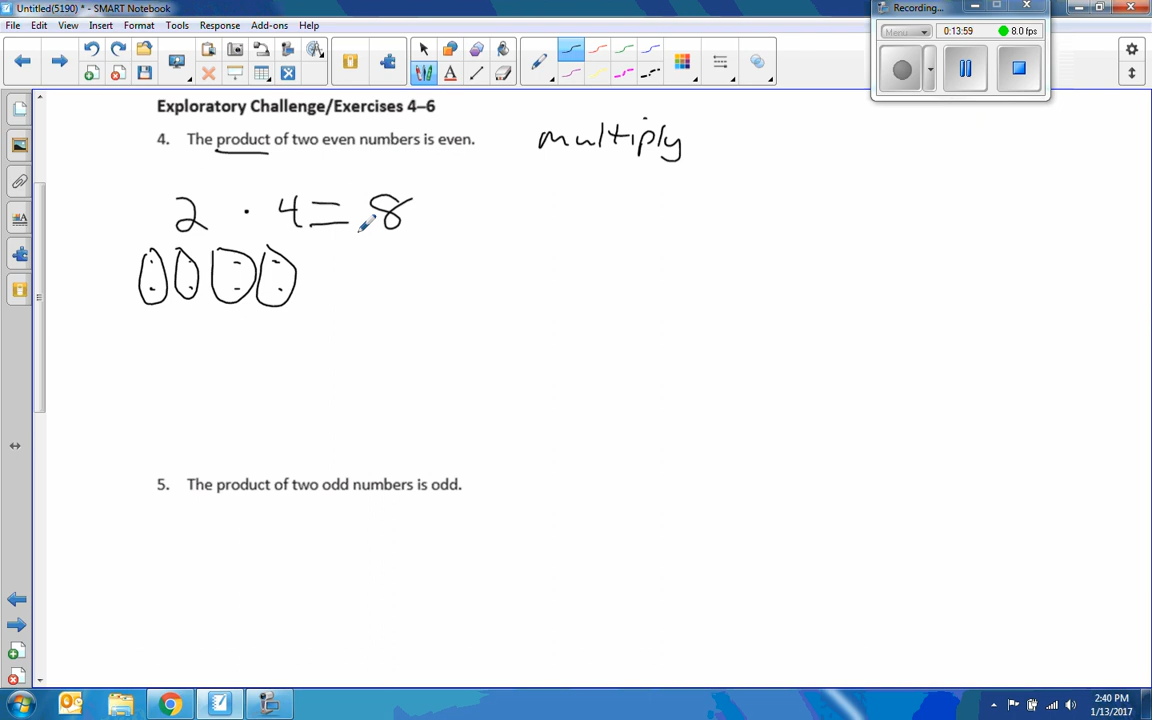 Untitled(5190) * - SMART Notebook
Recording...
File Edit View Insert Format Tools Response Add-ons Help
Menu 0:13:59 8.0 fps
Exploratory Challenge/Exercises 4–6
4. The product of two even numbers is even. multiply
2 · 4 = 8
5. The product of two odd numbers is odd.
2:40 PM
1/13/2017